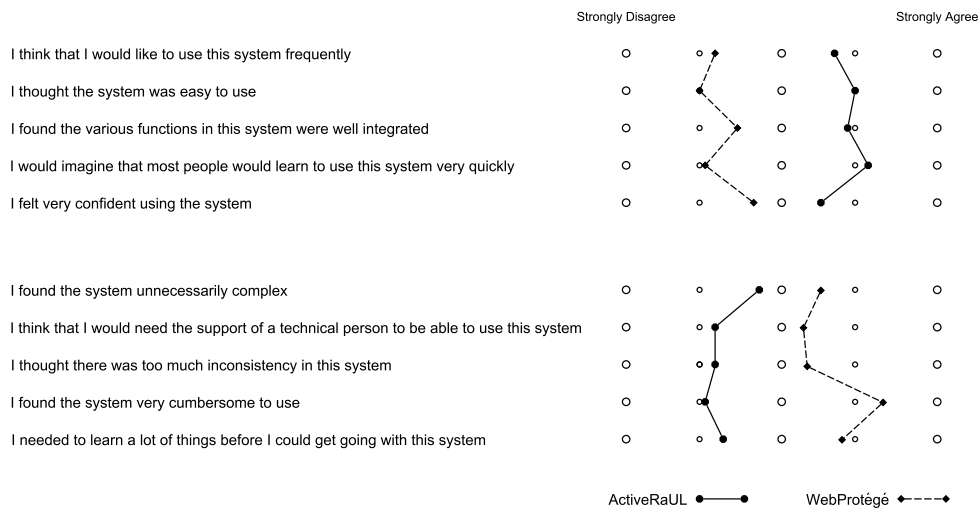 Strongly Disagree Strongly Agree
I think that I would like to use this system frequently
I thought the system was easy to use
I found the various functions in this system were well integrated
I would imagine that most people would learn to use this system very quickly
I felt very confident using the system
I found the system unnecessarily complex
I think that I would need the support of a technical person to be able to use this system
I thought there was too much inconsistency in this system
I found the system very cumbersome to use
I needed to learn a lot of things before I could get going with this system
ActiveRaUL WebProtégé